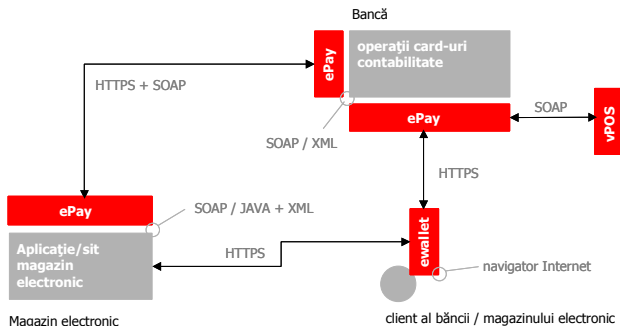 Bancă
operaţii card-uri
contabilitate
ePay
HTTPS + SOAP
ePay
SOAP
vPOS
SOAP / XML
HTTPS
ePay
SOAP / JAVA + XML
Aplicaţie/sit
magazin
electronic
HTTPS
ewallet
navigator Internet
Magazin electronic
client al băncii / magazinului electronic